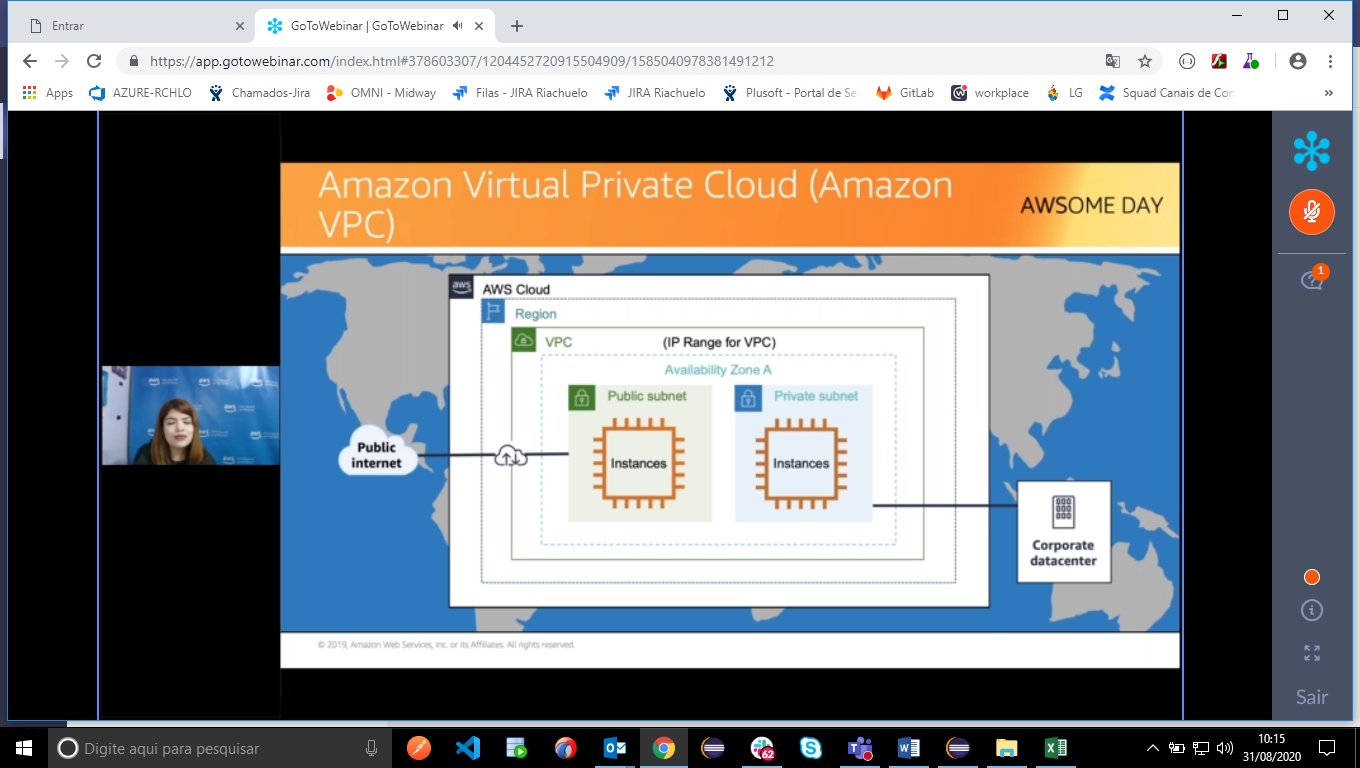 Entrar
GoToWebinar | GoToWebinar
https://app.gotowebinar.com/index.html#378603307/1204452720915504909/1585040978381491212
Apps AZURE-RCHLO Chamados-Jira OMNI - Midway Filas - JIRA Riachuelo JIRA Riachuelo Plusoft - Portal de Se GitLab workplace LG Squad Canais de Con »
Amazon Virtual Private Cloud (Amazon
VPC)
AWSOME DAY
aws
AWS Cloud
Region
VPC
(IP Range for VPC)
Availability Zone A
Public subnet
Private subnet
Instances
Instances
Public
internet
Corporate
datacenter
© 2019, Amazon Web Services, Inc. or its Affiliates. All rights reserved.
1
Sair
Digite aqui para pesquisar
62
10:15
31/08/2020